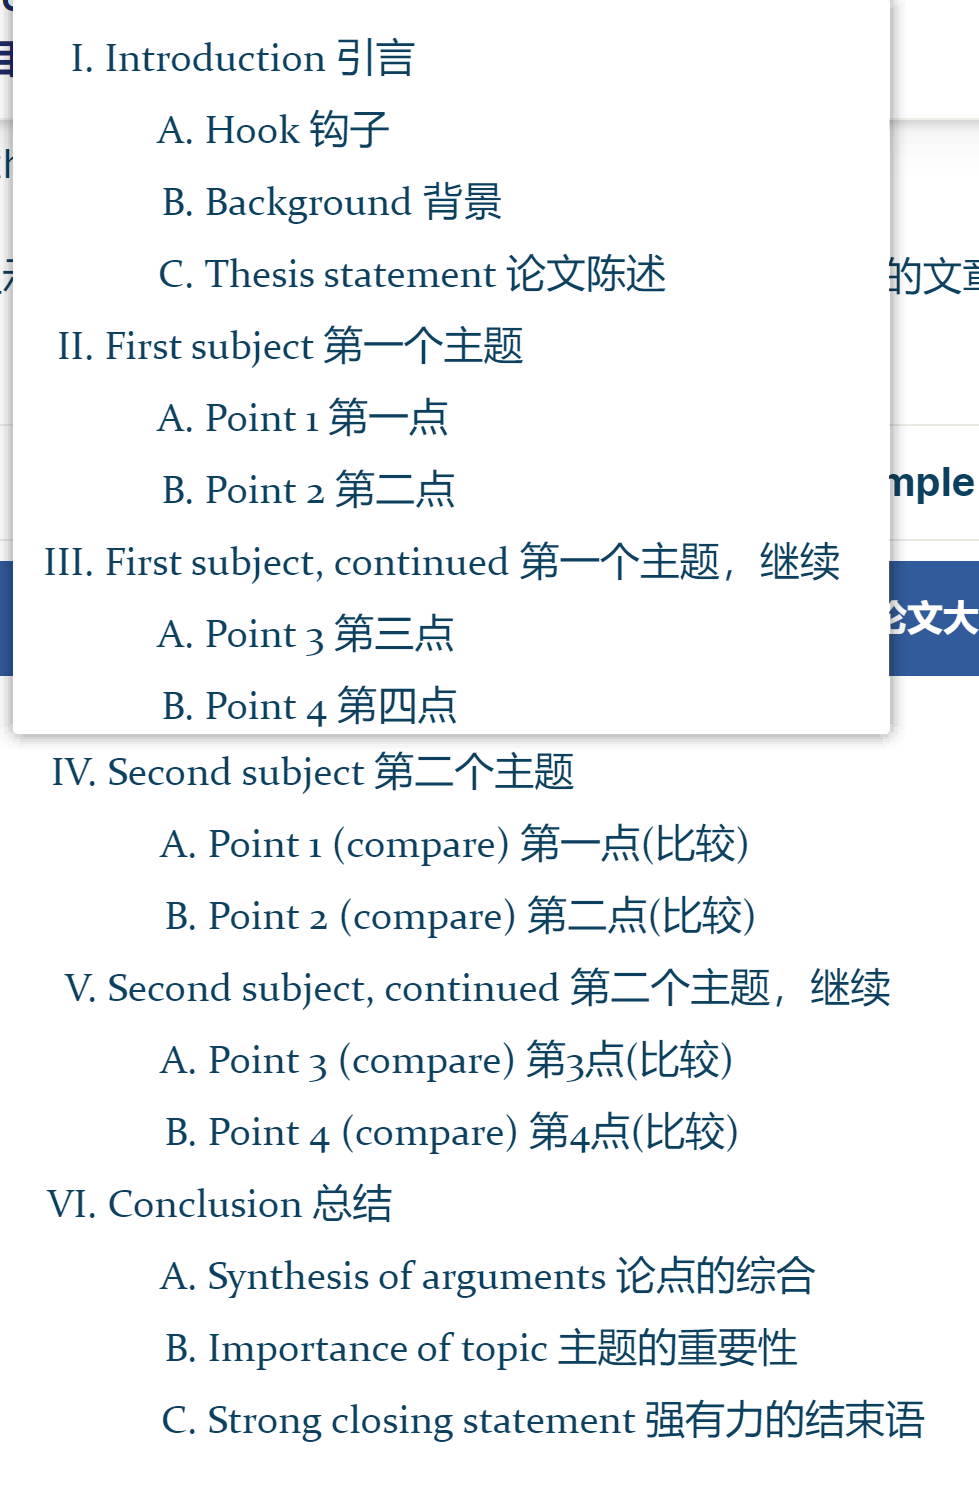 I. Introduction 引言
A. Hook 钩子
B. Background 背景
C. Thesis statement 论文陈述
的文章
II. First subject 第一个主题
A. Point 1 第一点
B. Point 2 第二点
mple
III. First subject, continued 第一个主题，继续
论文大
A. Point 3 第三点
B. Point 4 第四点
IV. Second subject 第二个主题
A. Point 1 (compare) 第一点(比较)
B. Point 2 (compare) 第二点(比较)
V. Second subject, continued 第二个主题，继续
A. Point 3 (compare) 第3点(比较)
B. Point 4 (compare) 第4点(比较)
VI. Conclusion 总结
A. Synthesis of arguments 论点的综合
B. Importance of topic 主题的重要性
C. Strong closing statement 强有力的结束语